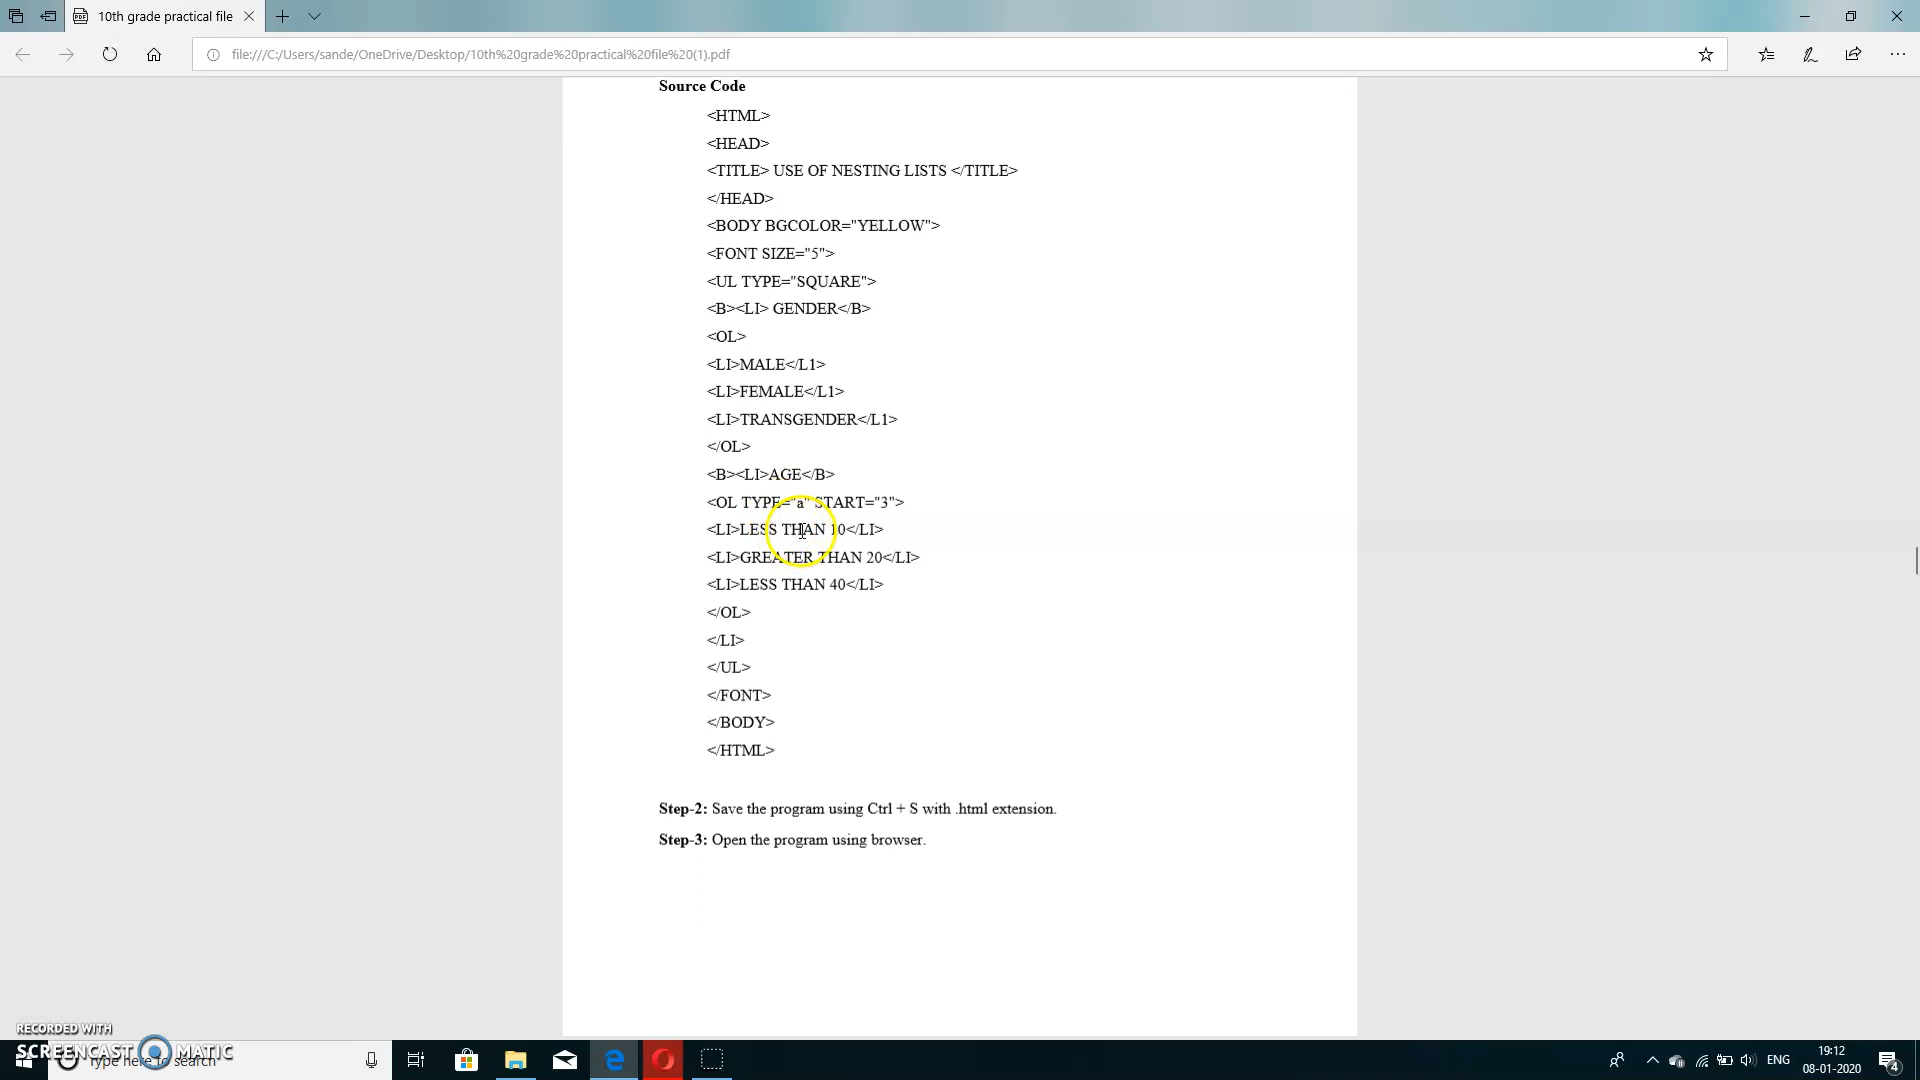 10th grade practical file
file:///C:/Users/sande/OneDrive/Desktop/10th%20grade%20practical%20file%20(1).pdf
Source Code
<HTML>
<HEAD>
<TITLE> USE OF NESTING LISTS </TITLE>
</HEAD>
<BODY BGCOLOR="YELLOW">
<FONT SIZE="5">
<UL TYPE="SQUARE">
<B><LI> GENDER</B>
<OL>
<LI>MALE</L1>
<LI>FEMALE</L1>
<LI>TRANSGENDER</L1>
</OL>
<B><LI>AGE</B>
<OL TYPE="a" START="3">
<LI>LESS THAN 10</LI>
<LI>GREATER THAN 20</LI>
<LI>LESS THAN 40</LI>
</OL>
</LI>
</UL>
</FONT>
</BODY>
</HTML>
Step-2: Save the program using Ctrl + S with .html extension.
Step-3: Open the program using browser.
RECORDED WITH
SCREENCAST MATIC
Type here to search
ENG
19:12
08-01-2020
4